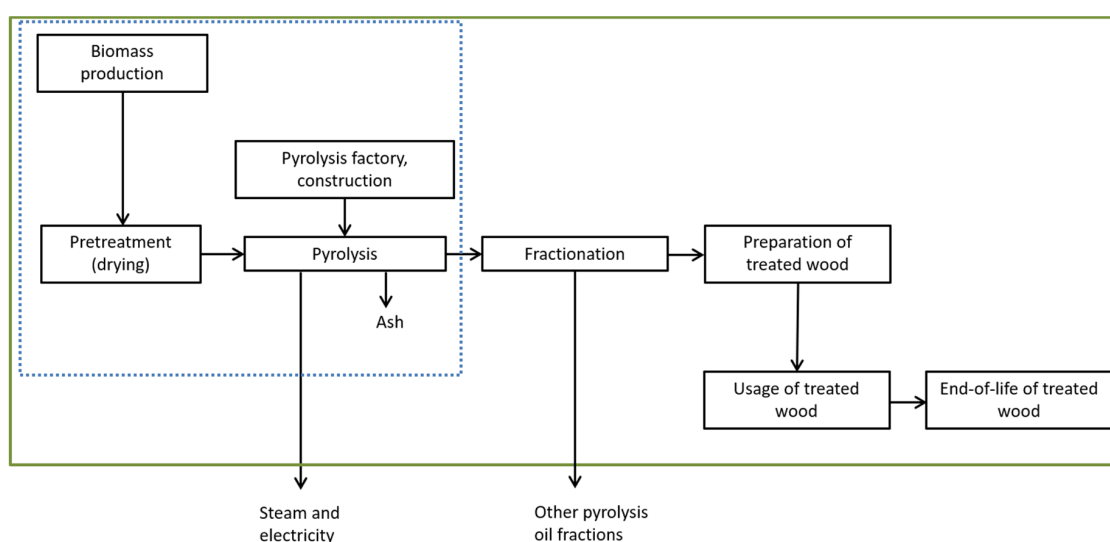 Biomass
production
Pyrolysis factory,
construction
Pretreatment
(drying)
Pyrolysis
Fractionation
Preparation of
treated wood
Ash
Usage of treated
wood
End-of-life of treated
wood
Steam and
electricity
Other pyrolysis
oil fractions